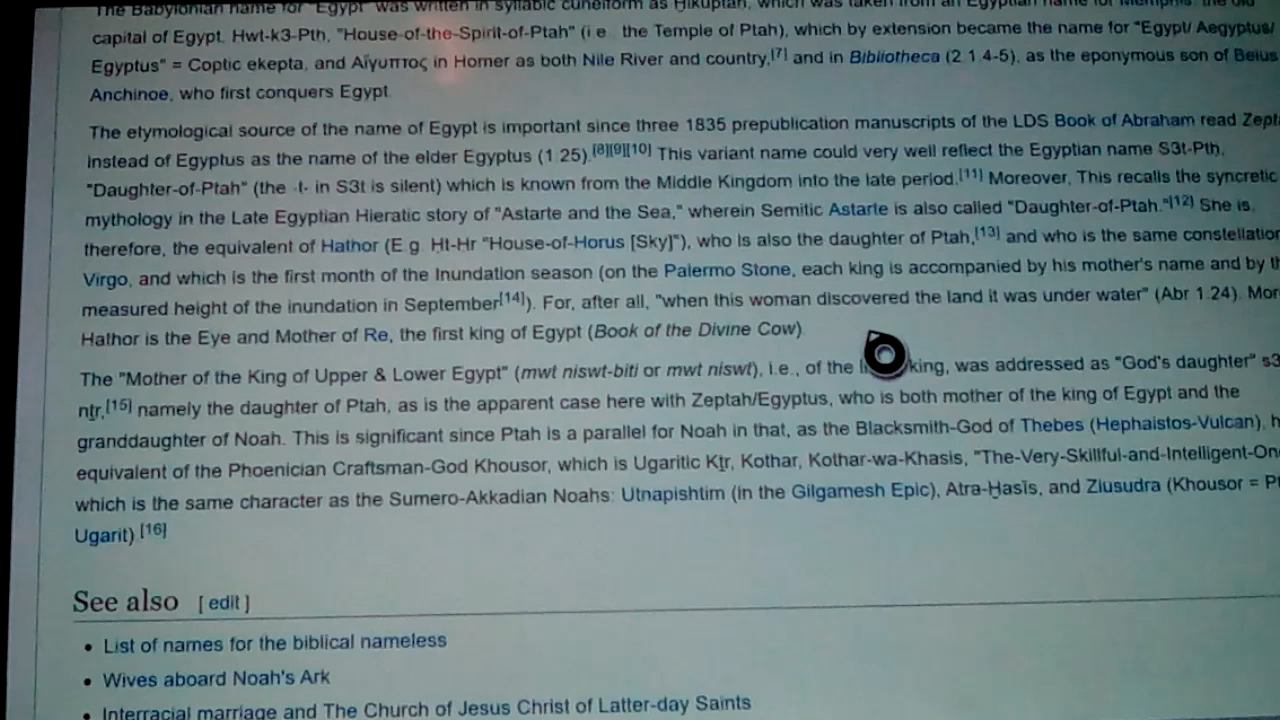 The Babylonian name for "Egypt" was written in syllabic cuneiform as Ḫikuptah, which was taken from an Egyptian name for Memphis, the old
capital of Egypt, Hwt-k3-Pth, "House-of-the-Spirit-of-Ptah" (i e the Temple of Ptah), which by extension became the name for "Egypt/ Aegyptus/
Egyptus" = Coptic ekepta, and Αἴγυπτος in Homer as both Nile River and country,[7] and in Bibliotheca (2 1 4-5), as the eponymous son of Belus
Anchinoe, who first conquers Egypt
The etymological source of the name of Egypt is important since three 1835 prepublication manuscripts of the LDS Book of Abraham read Zept
instead of Egyptus as the name of the elder Egyptus (1 25).[8][9][10] This variant name could very well reflect the Egyptian name S3t-Pth,
"Daughter-of-Ptah" (the -t- in S3t is silent) which is known from the Middle Kingdom into the late period.[11] Moreover, This recalls the syncretic
mythology in the Late Egyptian Hieratic story of "Astarte and the Sea," wherein Semitic Astarte is also called "Daughter-of-Ptah."[12] She is,
therefore, the equivalent of Hathor (E g Ḥt-Hr "House-of-Horus [Sky]"), who is also the daughter of Ptah,[13] and who is the same constellation
Virgo, and which is the first month of the Inundation season (on the Palermo Stone, each king is accompanied by his mother's name and by th
measured height of the inundation in September[14]). For, after all, "when this woman discovered the land it was under water" (Abr 1.24). Mor
Hathor is the Eye and Mother of Re, the first king of Egypt (Book of the Divine Cow)
The "Mother of the King of Upper & Lower Egypt" (mwt niswt-biti or mwt niswt), i.e., of the king, was addressed as "God's daughter" s3
nṯr,[15] namely the daughter of Ptah, as is the apparent case here with Zeptah/Egyptus, who is both mother of the king of Egypt and the
granddaughter of Noah. This is significant since Ptah is a parallel for Noah in that, as the Blacksmith-God of Thebes (Hephaistos-Vulcan), h
equivalent of the Phoenician Craftsman-God Khousor, which is Ugaritic Kṯr, Kothar, Kothar-wa-Khasis, "The-Very-Skillful-and-Intelligent-On
which is the same character as the Sumero-Akkadian Noahs: Utnapishtim (in the Gilgamesh Epic), Atra-Ḫasīs, and Ziusudra (Khousor = Pt
Ugarit) [16]
See also [ edit ]
• List of names for the biblical nameless
• Wives aboard Noah's Ark
• Interracial marriage and The Church of Jesus Christ of Latter-day Saints